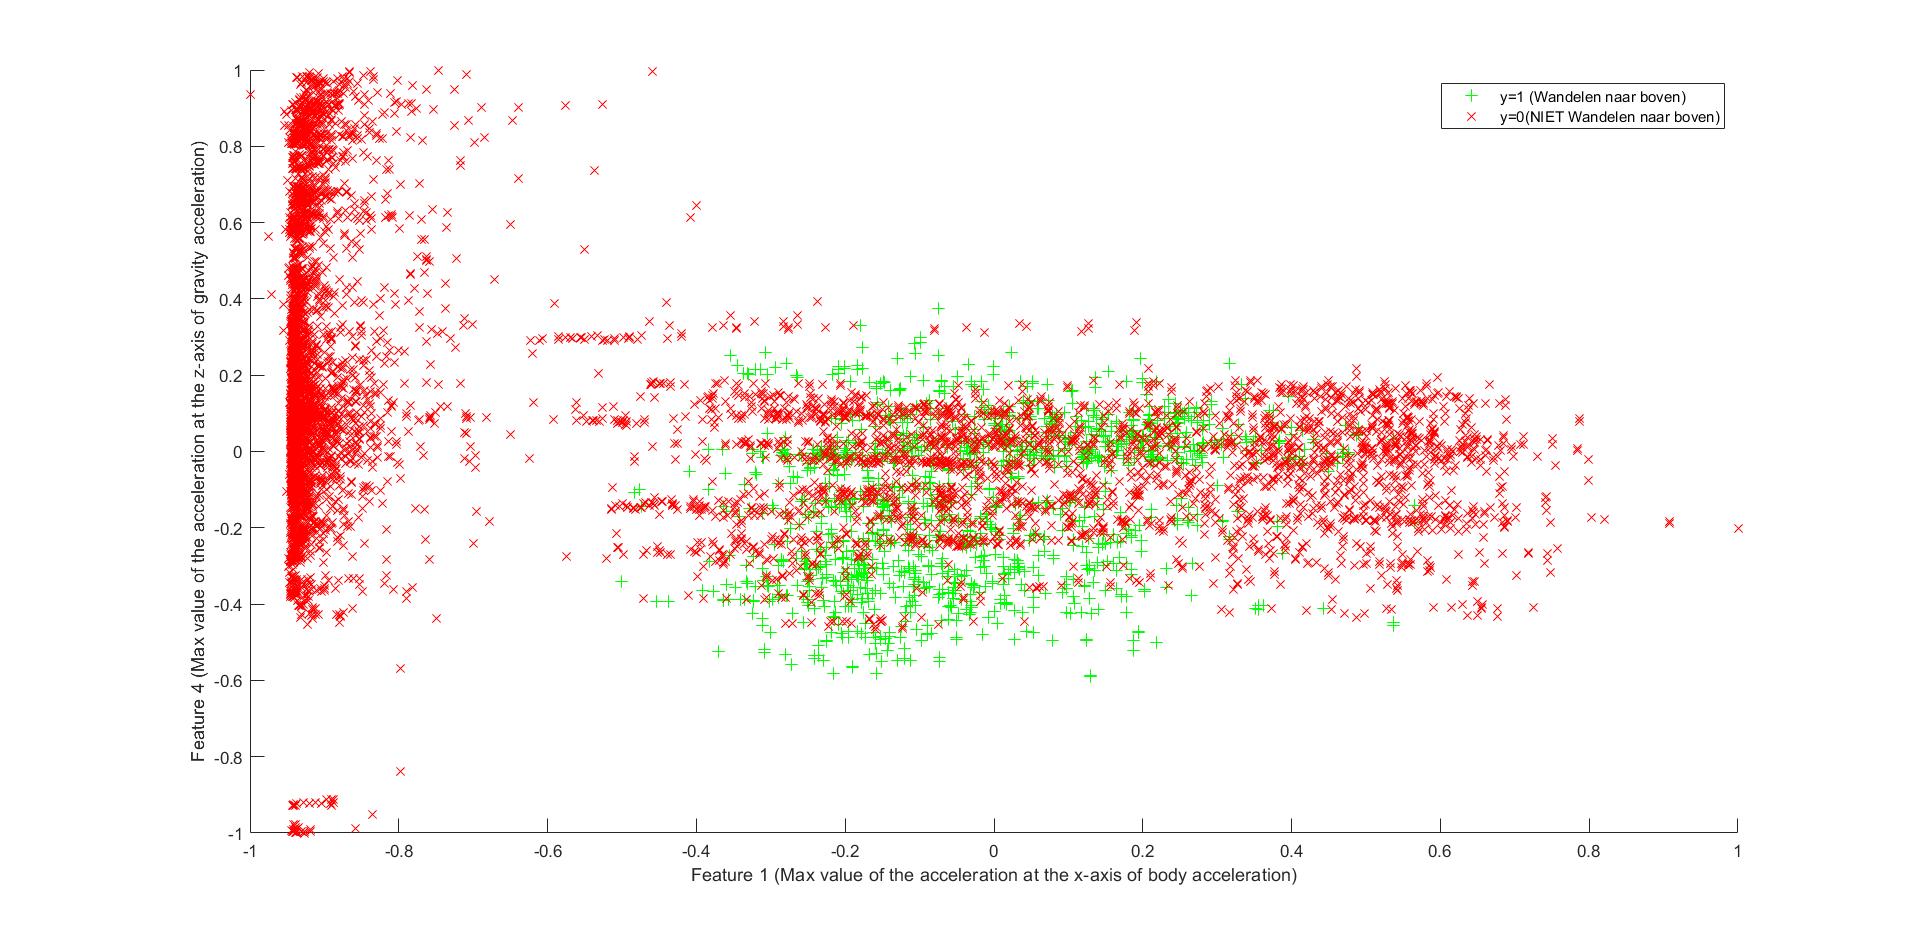 y=1 (Wandelen naar boven)
y=0(NIET Wandelen naar boven)
Feature 4 (Max value of the acceleration at the z-axis of gravity acceleration)
1
0.8
0.6
0.4
0.2
0
-0.2
-0.4
-0.6
-0.8
-1
-1 -0.8 -0.6 -0.4 -0.2 0 0.2 0.4 0.6 0.8 1
Feature 1 (Max value of the acceleration at the x-axis of body acceleration)